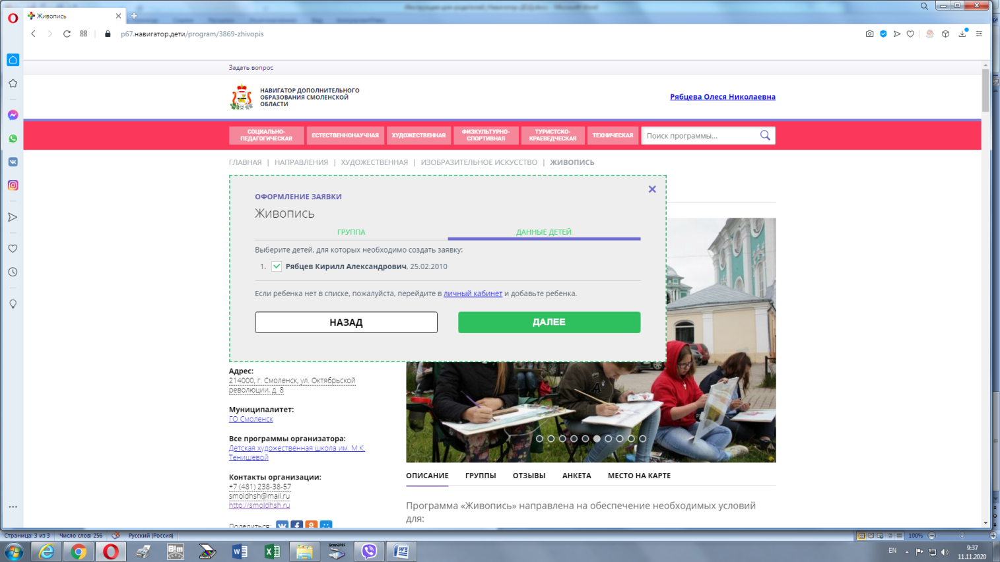 Живопись
p67.навигатор.дети/program/3869-zhivopis
Задать вопрос
НАВИГАТОР ДОПОЛНИТЕЛЬНОГО
ОБРАЗОВАНИЯ СМОЛЕНСКОЙ
ОБЛАСТИ
Рябцева Олеся Николаевна
СОЦИАЛЬНО-
ПЕДАГОГИЧЕСКАЯ
ЕСТЕСТВЕННОНАУЧНАЯ
ХУДОЖЕСТВЕННАЯ
ФИЗКУЛЬТУРНО-
СПОРТИВНАЯ
ТУРИСТСКО-
КРАЕВЕДЧЕСКАЯ
ТЕХНИЧЕСКАЯ
Поиск программы...
ГЛАВНАЯ | НАПРАВЛЕНИЯ | ХУДОЖЕСТВЕННАЯ | ИЗОБРАЗИТЕЛЬНОЕ ИСКУССТВО | ЖИВОПИСЬ
ОФОРМЛЕНИЕ ЗАЯВКИ
Живопись
ГРУППА ДАННЫЕ ДЕТЕЙ
Выберите детей, для которых необходимо создать заявку:
1. Рябцев Кирилл Александрович, 25.02.2010
Если ребенка нет в списке, пожалуйста, перейдите в личный кабинет и добавьте ребенка.
НАЗАД ДАЛЕЕ
Адрес:
214000, г. Смоленск, ул. Октябрьской
революции, д. 8
Муниципалитет:
ГО Смоленск
Все программы организатора:
Детская художественная школа им. М.К.
Тенишевой
Контакты организации:
+7 (481) 238-38-57
smoldhsh@mail.ru
http://smoldhsh.ru
Поделиться:
ОПИСАНИЕ ГРУППЫ ОТЗЫВЫ АНКЕТА МЕСТО НА КАРТЕ
Программа «Живопись» направлена на обеспечение необходимых условий
для:
Страница: 3 из 3 Число слов: 256 Русский (Россия) 100%
Scan2PDF
EN 9:37
11.11.2020